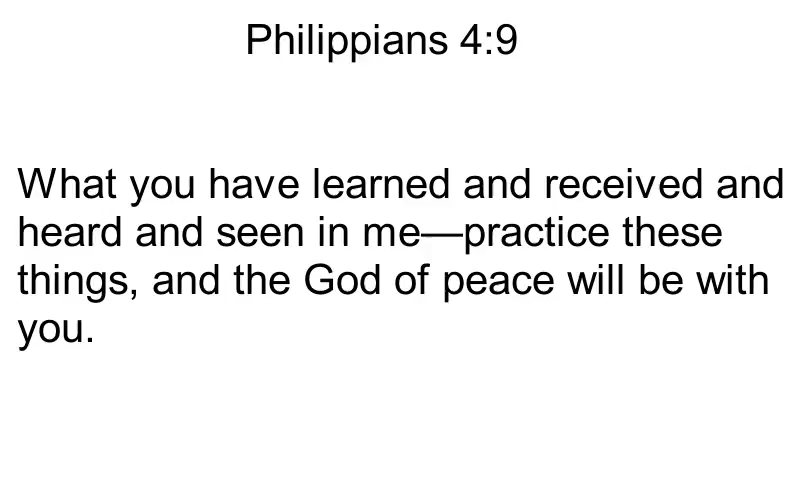 Philippians 4:9
What you have learned and received and
heard and seen in me—practice these
things, and the God of peace will be with
you.